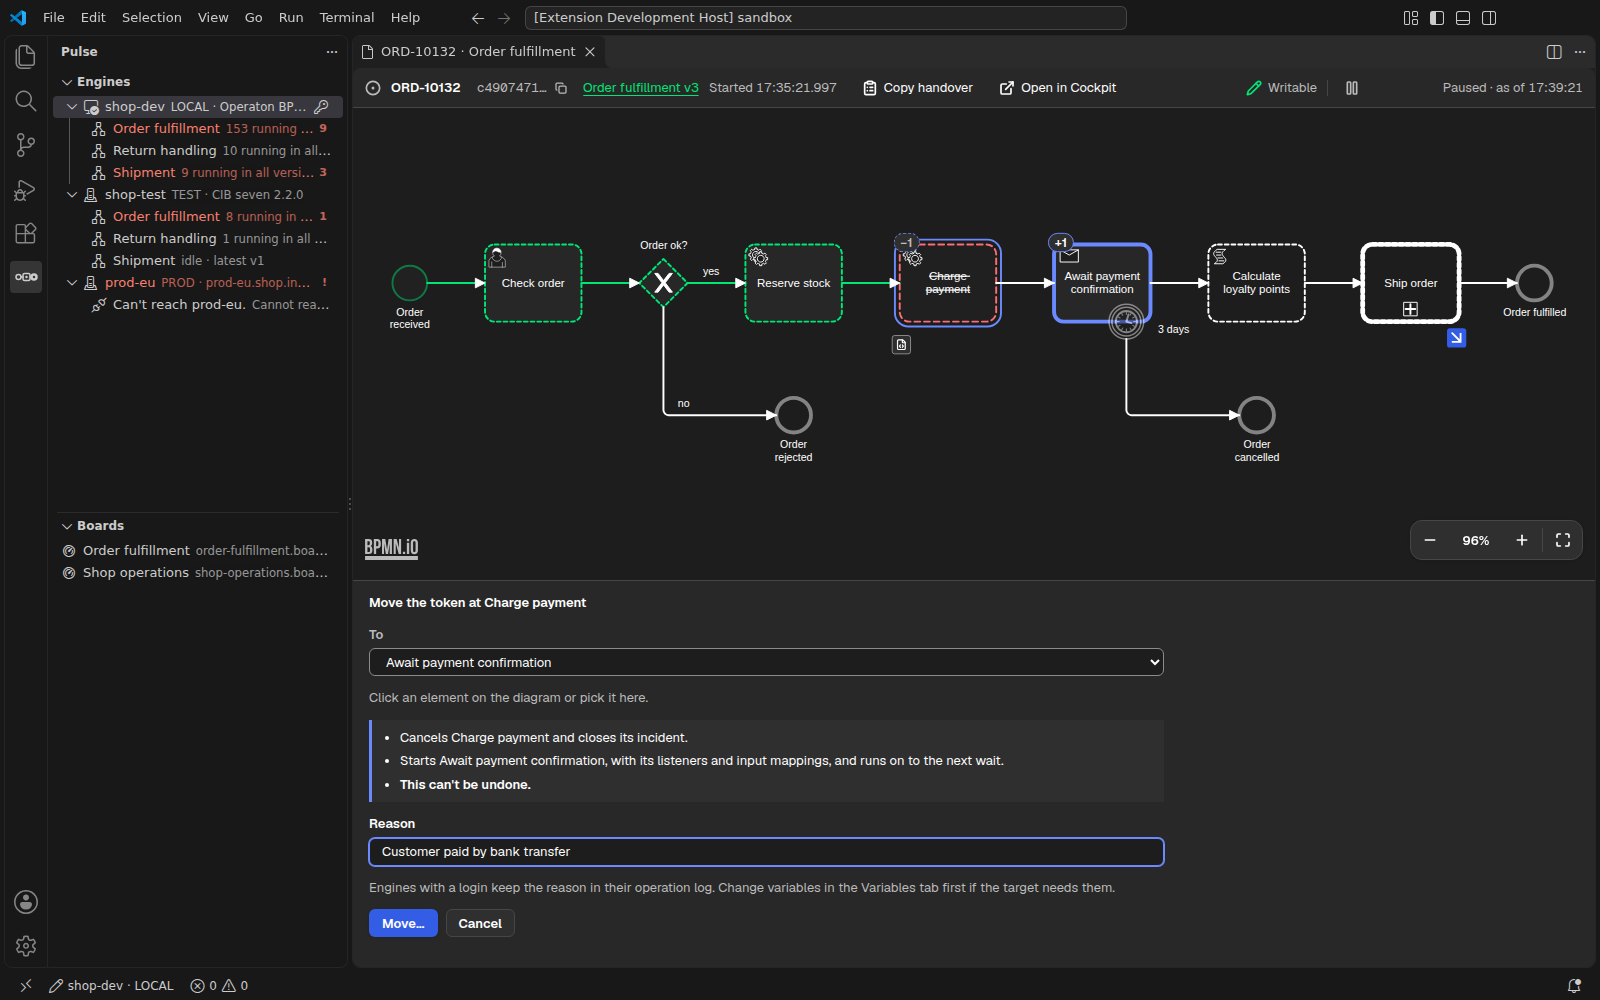 File Edit Selection View Go Run Terminal Help
[Extension Development Host] sandbox
Pulse
Engines
shop-dev LOCAL · Operaton BP...
Order fulfillment 153 running ... 9
Return handling 10 running in all...
Shipment 9 running in all versi... 3
shop-test TEST · CIB seven 2.2.0
Order fulfillment 8 running in ... 1
Return handling 1 running in all ...
Shipment idle · latest v1
prod-eu PROD · prod-eu.shop.in... !
Can't reach prod-eu. Cannot rea...
Boards
Order fulfillment order-fulfillment.boa...
Shop operations shop-operations.boa...
ORD-10132 · Order fulfillment
ORD-10132 c4907471... Order fulfillment v3 Started 17:35:21.997 Copy handover Open in Cockpit Writable Paused · as of 17:39:21
Order
received
Check order
Order ok?
yes
no
Reserve stock
−1
Charge
payment
+1
Await payment
confirmation
3 days
Calculate
loyalty points
Ship order
Order fulfilled
Order
rejected
Order
cancelled
BPMN.iO
96%
Move the token at Charge payment
To
Await payment confirmation
Click an element on the diagram or pick it here.
• Cancels Charge payment and closes its incident.
• Starts Await payment confirmation, with its listeners and input mappings, and runs on to the next wait.
• This can't be undone.
Reason
Customer paid by bank transfer
Engines with a login keep the reason in their operation log. Change variables in the Variables tab first if the target needs them.
Move... Cancel
shop-dev · LOCAL 0 0